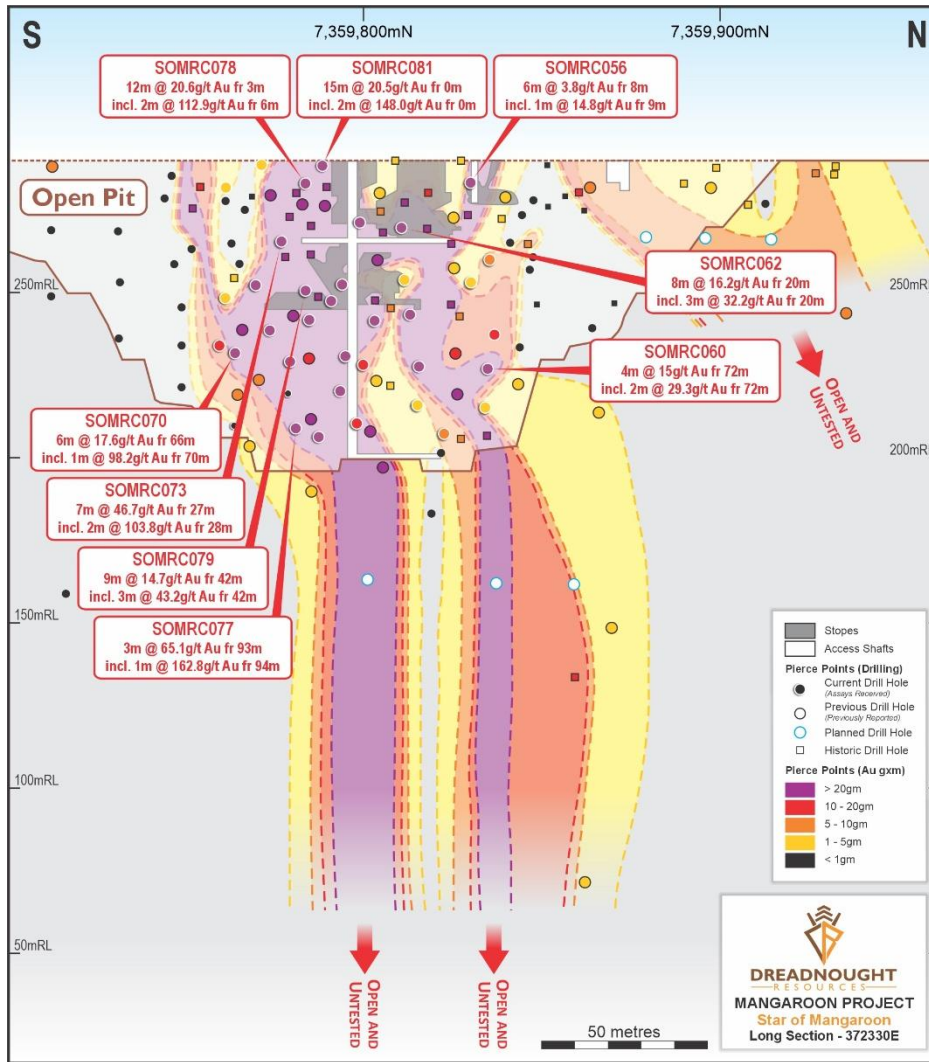 S
7,359,800mN
7,359,900mN
N
SOMRC078
12m @ 20.6g/t Au fr 3m
incl. 2m @ 112.9g/t Au fr 6m
SOMRC081
15m @ 20.5g/t Au fr 0m
incl. 2m @ 148.0g/t Au fr 0m
SOMRC056
6m @ 3.8g/t Au fr 8m
incl. 1m @ 14.8g/t Au fr 9m
Open Pit
SOMRC062
8m @ 16.2g/t Au fr 20m
incl. 3m @ 32.2g/t Au fr 20m
250mRL
250mRL
SOMRC060
4m @ 15g/t Au fr 72m
incl. 2m @ 29.3g/t Au fr 72m
OPEN AND
UNTESTED
SOMRC070
6m @ 17.6g/t Au fr 66m
incl. 1m @ 98.2g/t Au fr 70m
200mRL
SOMRC073
7m @ 46.7g/t Au fr 27m
incl. 2m @ 103.8g/t Au fr 28m
SOMRC079
9m @ 14.7g/t Au fr 42m
incl. 3m @ 43.2g/t Au fr 42m
SOMRC077
3m @ 65.1g/t Au fr 93m
incl. 1m @ 162.8g/t Au fr 94m
150mRL
100mRL
50mRL
Stopes
Access Shafts
Pierce Points (Drilling)
Current Drill Hole
(Assays Received)
Previous Drill Hole
(Previously Reported)
Planned Drill Hole
Historic Drill Hole
Pierce Points (Au gxm)
> 20gm
10 - 20gm
5 - 10gm
1 - 5gm
< 1gm
OPEN AND
UNTESTED
OPEN AND
UNTESTED
50 metres
DREADNOUGHT
RESOURCES
MANGAROON PROJECT
Star of Mangaroon
Long Section - 372330E